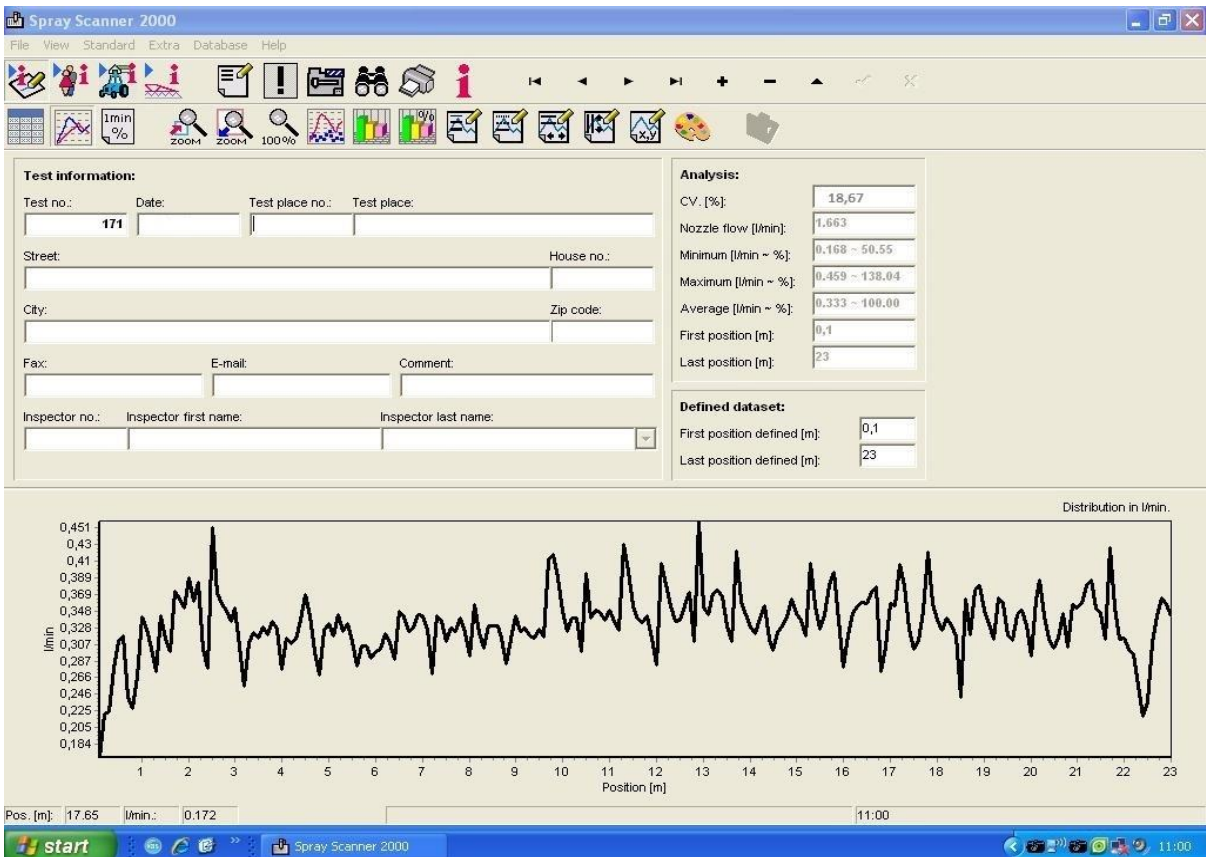 Spray Scanner 2000
File View Standard Extra Database Help
1min
%
ZOOM
ZOOM
100%
%
x,y
Test information:
Test no.: Date: Test place no.: Test place:
171
Street: House no.:
City: Zip code:
Fax: E-mail: Comment:
Inspector no.: Inspector first name: Inspector last name:
Analysis:
CV. [%]: 18,67
Nozzle flow [l/min]: 1.663
Minimum [l/min ~ %]: 0.168 ~ 50.55
Maximum [l/min ~ %]: 0.459 ~ 138.04
Average [l/min ~ %]: 0.333 ~ 100.00
First position [m]: 0,1
Last position [m]: 23
Defined dataset:
First position defined [m]: 0,1
Last position defined [m]: 23
Distribution in l/min.
0,451
0,43
0,41
0,389
0,369
0,348
0,328
0,307
0,287
0,266
0,246
0,225
0,205
0,184
l/min
1 2 3 4 5 6 7 8 9 10 11 12 13 14 15 16 17 18 19 20 21 22 23
Position [m]
Pos. [m]: 17.65 l/min.: 0.172 11:00
start Spray Scanner 2000 11:00